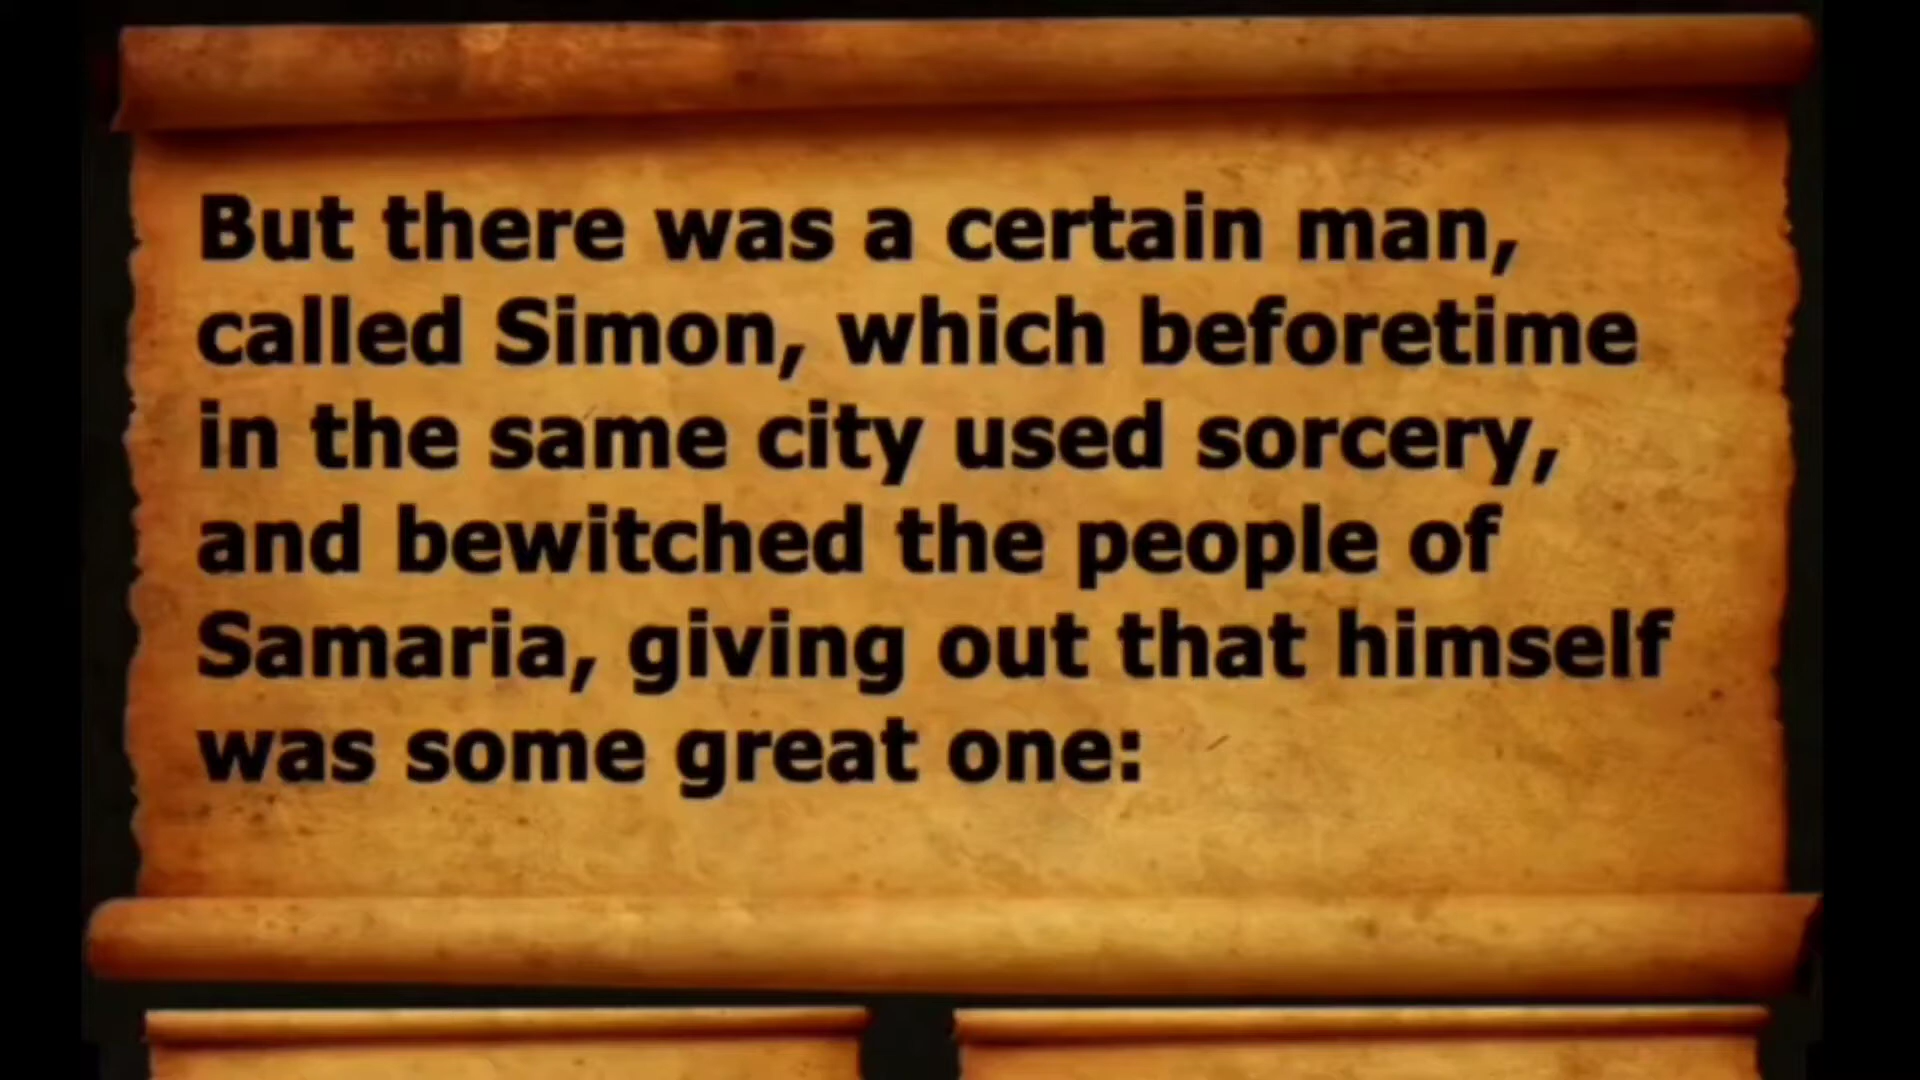 But there was a certain man,
called Simon, which beforetime
in the same city used sorcery,
and bewitched the people of
Samaria, giving out that himself
was some great one: